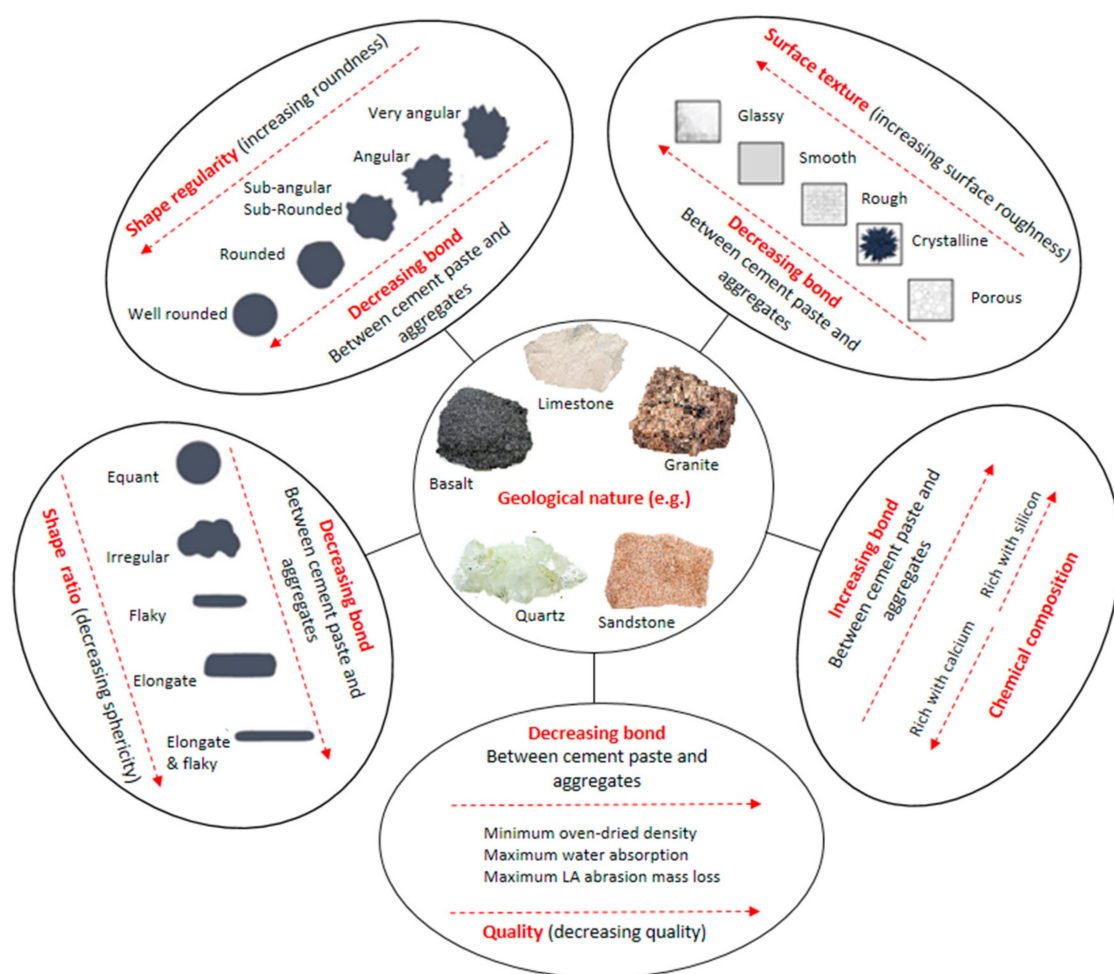 Shape regularity (increasing roundness)
Very angular
Angular
Sub-angular
Sub-Rounded
Rounded
Well rounded
Decreasing bond
Between cement paste and
aggregates
Surface texture (increasing surface roughness)
Glassy
Smooth
Rough
Crystalline
Porous
Decreasing bond
Between cement paste and
aggregates
Limestone
Basalt
Granite
Geological nature (e.g.)
Quartz
Sandstone
Shape ratio (decreasing sphericity)
Equant
Irregular
Flaky
Elongate
Elongate
& flaky
Decreasing bond
Between cement paste and
aggregates
Increasing bond
Between cement paste and
aggregates
Rich with silicon
Rich with calcium
Chemical composition
Decreasing bond
Between cement paste and
aggregates
Minimum oven-dried density
Maximum water absorption
Maximum LA abrasion mass loss
Quality (decreasing quality)